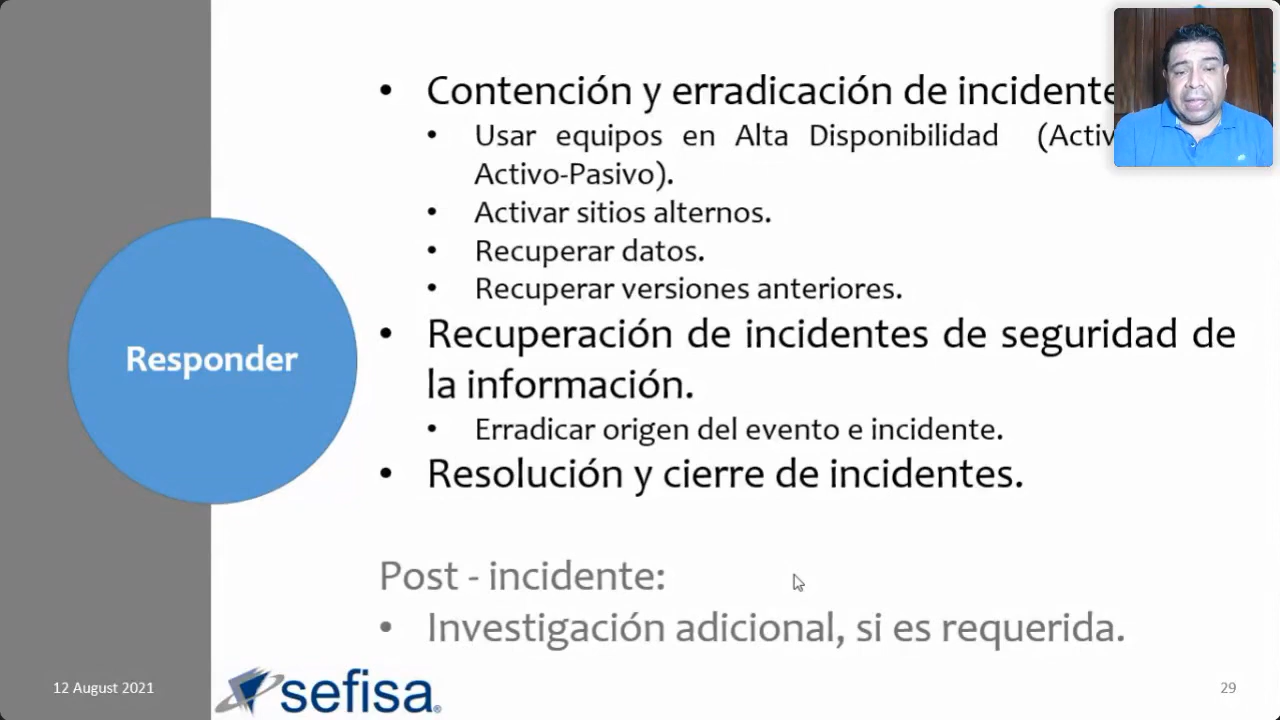 • Contención y erradicación de
• Usar equipos en Alta Disponibilidad
Activo-Pasivo).
• Activar sitios alternos.
• Recuperar datos.
• Recuperar versiones anteriores.
• Recuperación de incidentes de seguridad de
la información.
• Erradicar origen del evento e incidente.
• Resolución y cierre de incidentes.
Responder
Post - incidente:
• Investigación adicional, si es requerida.
12 August 2021
sefisa®
29